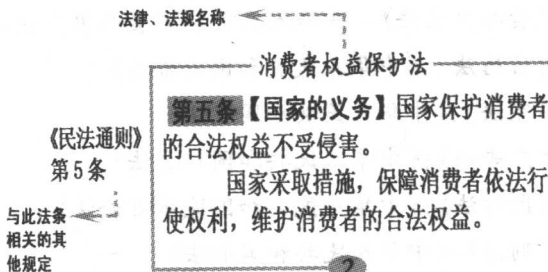 法律、法规名称
消费者权益保护法
第五条【国家的义务】国家保护消费者
的合法权益不受侵害。
国家采取措施，保障消费者依法行
使权利，维护消费者的合法权益。
《民法通则》
第5条
与此法条
相关的其
他规定
2